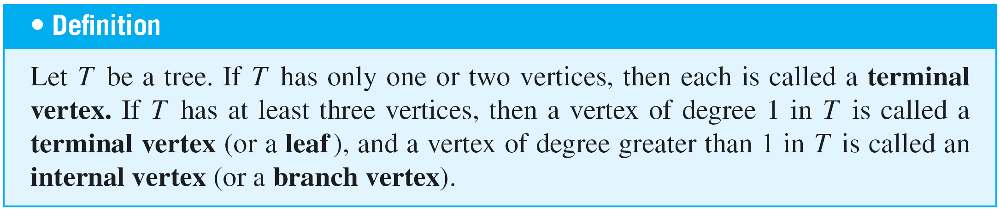 • Definition
Let T be a tree. If T has only one or two vertices, then each is called a terminal
vertex. If T has at least three vertices, then a vertex of degree 1 in T is called a
terminal vertex (or a leaf), and a vertex of degree greater than 1 in T is called an
internal vertex (or a branch vertex).